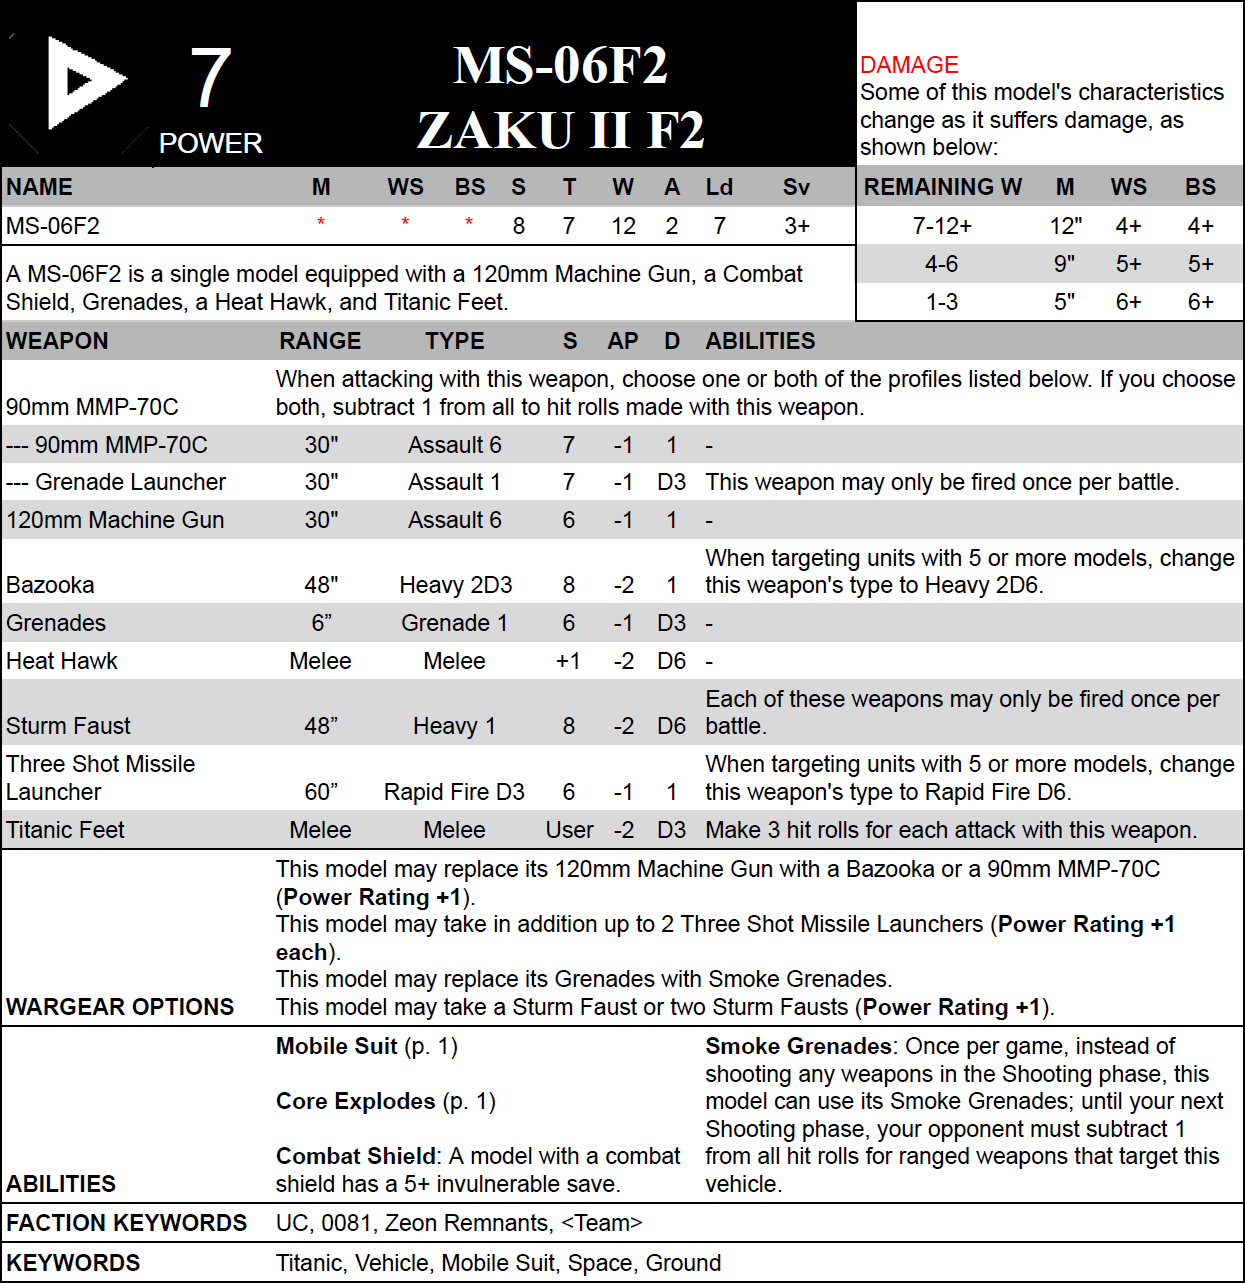 7
POWER
MS-06F2
ZAKU II F2
DAMAGE
Some of this model's characteristics
change as it suffers damage, as
shown below:
NAME M WS BS S T W A Ld Sv
MS-06F2 * * * 8 7 12 2 7 3+
REMAINING W M WS BS
7-12+ 12" 4+ 4+
4-6 9" 5+ 5+
1-3 5" 6+ 6+
A MS-06F2 is a single model equipped with a 120mm Machine Gun, a Combat
Shield, Grenades, a Heat Hawk, and Titanic Feet.
WEAPON RANGE TYPE S AP D ABILITIES
90mm MMP-70C
When attacking with this weapon, choose one or both of the profiles listed below. If you choose
both, subtract 1 from all to hit rolls made with this weapon.
--- 90mm MMP-70C 30" Assault 6 7 -1 1 -
--- Grenade Launcher 30" Assault 1 7 -1 D3 This weapon may only be fired once per battle.
120mm Machine Gun 30" Assault 6 6 -1 1 -
Bazooka 48" Heavy 2D3 8 -2 1
When targeting units with 5 or more models, change
this weapon's type to Heavy 2D6.
Grenades 6” Grenade 1 6 -1 D3 -
Heat Hawk Melee Melee +1 -2 D6 -
Sturm Faust 48” Heavy 1 8 -2 D6
Each of these weapons may only be fired once per
battle.
Three Shot Missile
Launcher 60” Rapid Fire D3 6 -1 1
When targeting units with 5 or more models, change
this weapon's type to Rapid Fire D6.
Titanic Feet Melee Melee User -2 D3 Make 3 hit rolls for each attack with this weapon.
WARGEAR OPTIONS
This model may replace its 120mm Machine Gun with a Bazooka or a 90mm MMP-70C
(Power Rating +1).
This model may take in addition up to 2 Three Shot Missile Launchers (Power Rating +1
each).
This model may replace its Grenades with Smoke Grenades.
This model may take a Sturm Faust or two Sturm Fausts (Power Rating +1).
ABILITIES
Mobile Suit (p. 1)
Core Explodes (p. 1)
Combat Shield: A model with a combat
shield has a 5+ invulnerable save.
Smoke Grenades: Once per game, instead of
shooting any weapons in the Shooting phase, this
model can use its Smoke Grenades; until your next
Shooting phase, your opponent must subtract 1
from all hit rolls for ranged weapons that target this
vehicle.
FACTION KEYWORDS UC, 0081, Zeon Remnants, <Team>
KEYWORDS Titanic, Vehicle, Mobile Suit, Space, Ground